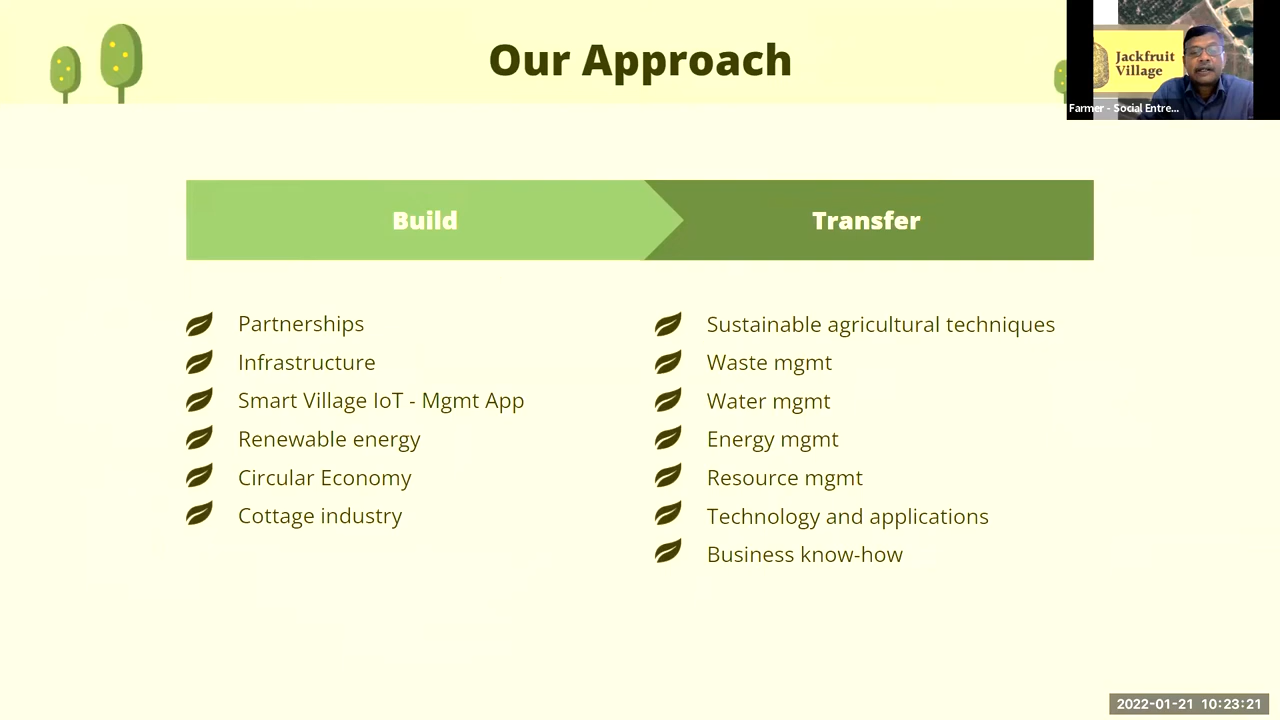 Our Approach
Jackfruit
Village
Farmer - Social Entre...
Build
Transfer
Partnerships
Infrastructure
Smart Village IoT - Mgmt App
Renewable energy
Circular Economy
Cottage industry
Sustainable agricultural techniques
Waste mgmt
Water mgmt
Energy mgmt
Resource mgmt
Technology and applications
Business know-how
2022-01-21 10:23:21